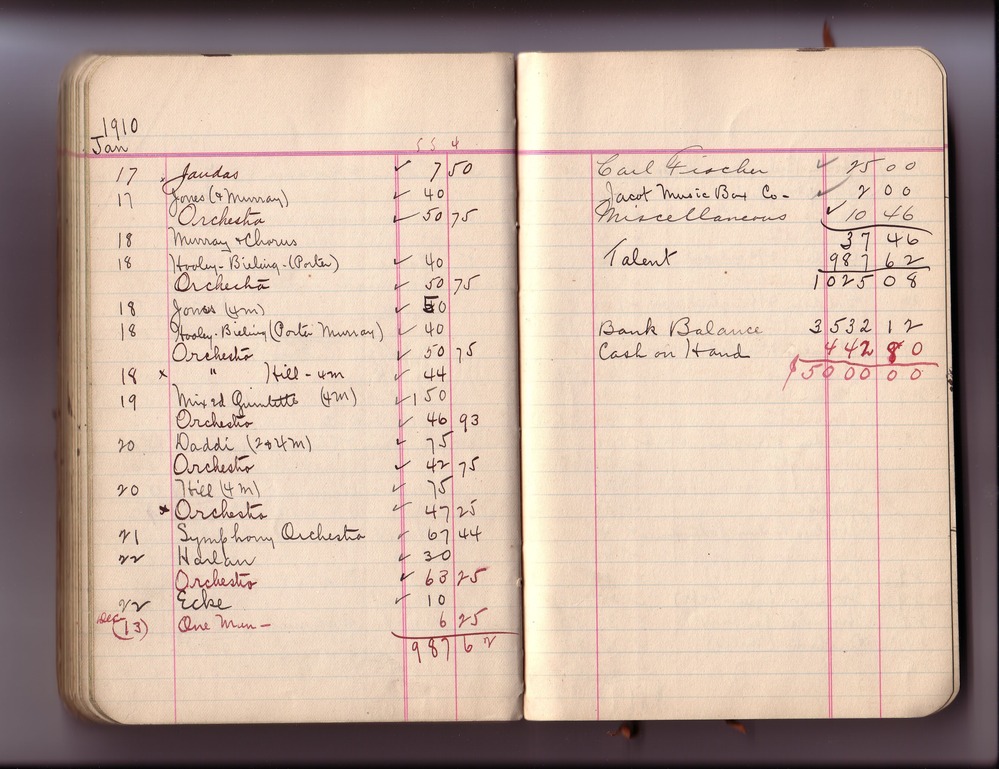 1910
Jan
17 Jaudas ✓ 7 50
17 Jones (& Murray) ✓ 40
Orchestra ✓ 50 75
18 Murray & Chorus
18 Hooley-Bieling-(Porter) ✓ 40
Orchestra ✓ 50 75
18 Jones (4m) ✓ 50
18 Hooley-Bieling (Porter Murray) ✓ 40
Orchestra ✓ 50 75
18 x " Hill - 4m ✓ 44
19 Mixed Quintette (4m) ✓ 150
Orchestra ✓ 46 93
20 Daddi (2 & 4m) ✓ 75
Orchestra ✓ 42 75
20 Hill (4m) ✓ 75
x Orchestra ✓ 47 25
21 Symphony Orchestra ✓ 67 44
22 Harlan ✓ 30
Orchestra ✓ 63 25
22 Ecke ✓ 10
Dec (13) One Man - 6 25
987 62
Carl Fischer ✓ 25 00
Jacot Music Box Co- ✓ 2 00
Miscellaneous ✓ 10 46
37 46
Talent 987 62
1025 08
Bank Balance 3532 12
Cash on Hand 442 80
$5000 00